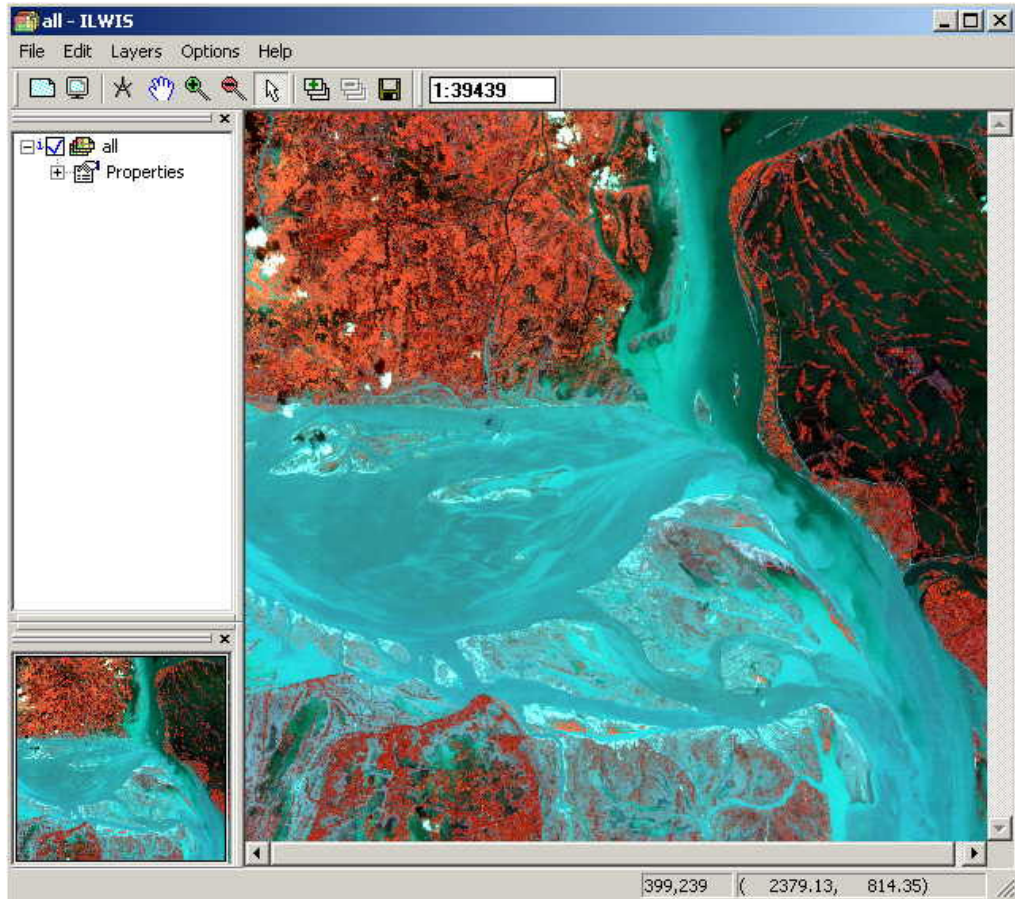 all - ILWIS
File Edit Layers Options Help
1:39439
all
Properties
399,239 ( 2379.13, 814.35)